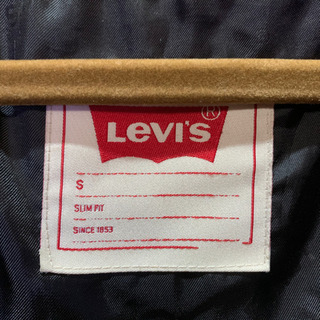 LEVI'S ®
S
SLIM FIT
SINCE 1853